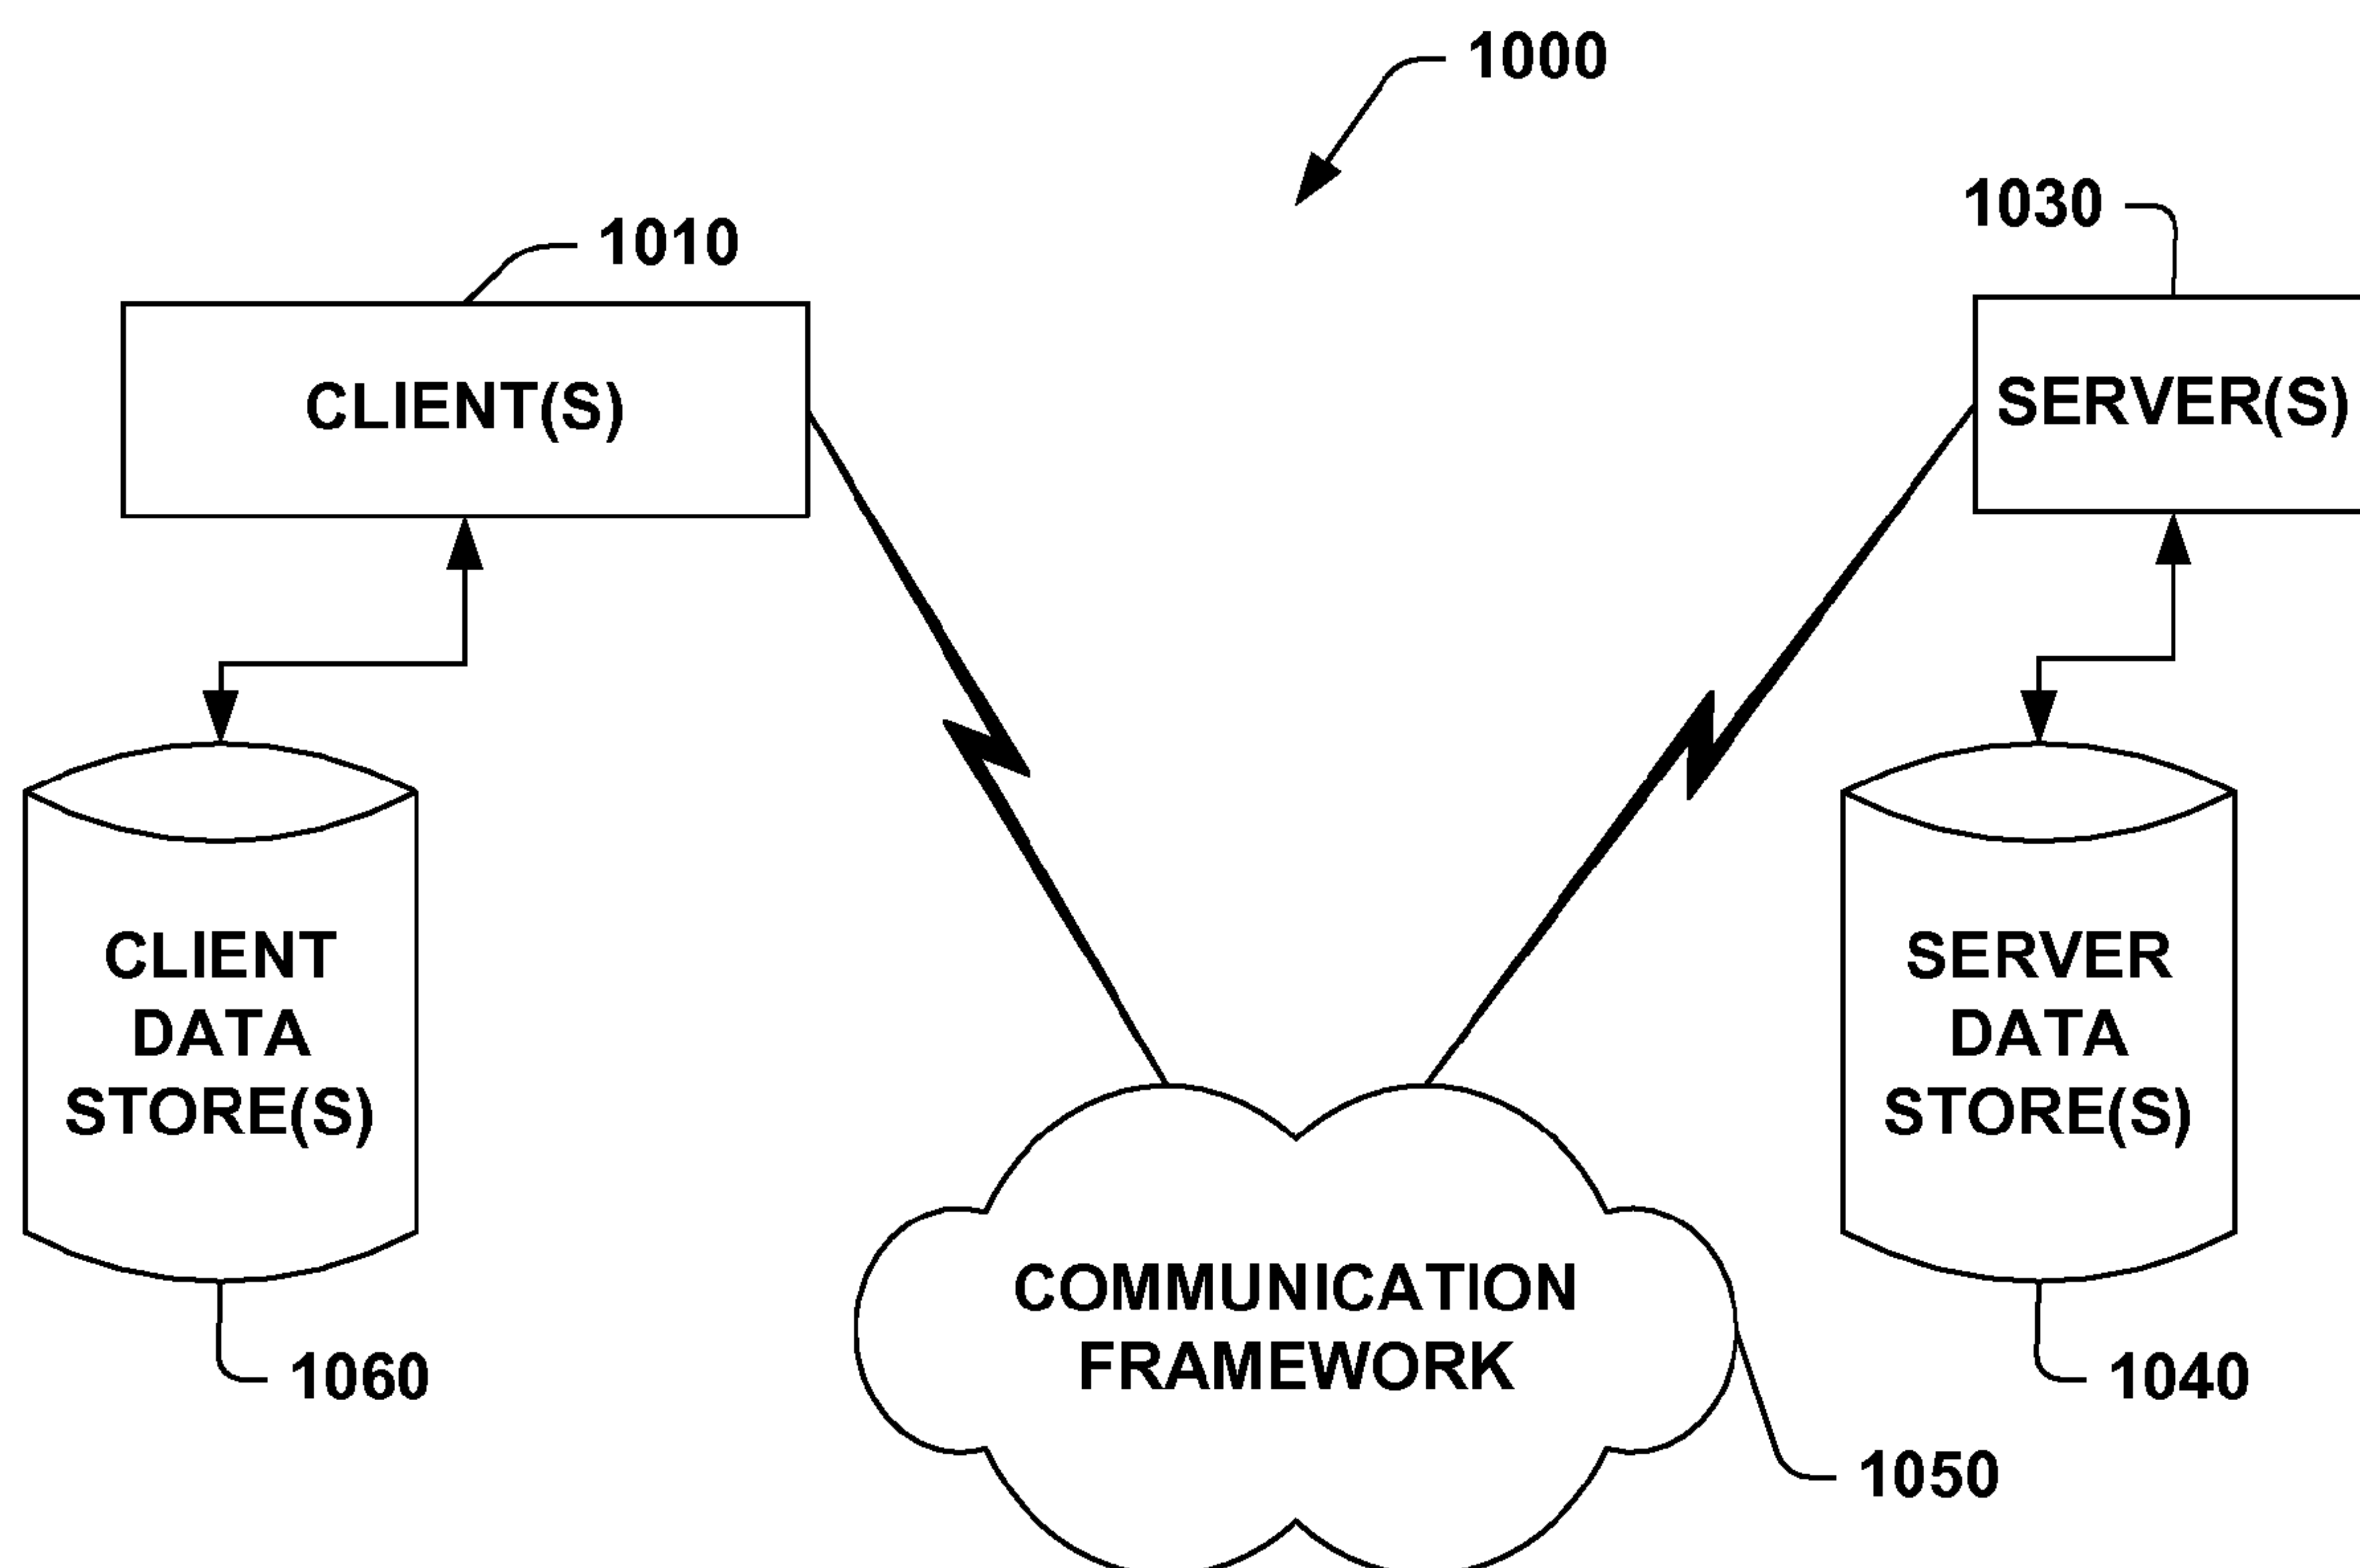 1000
1010
1030
CLIENT(S)
SERVER(S)
CLIENT
DATA
STORE(S)
SERVER
DATA
STORE(S)
COMMUNICATION
FRAMEWORK
1060
1040
1050